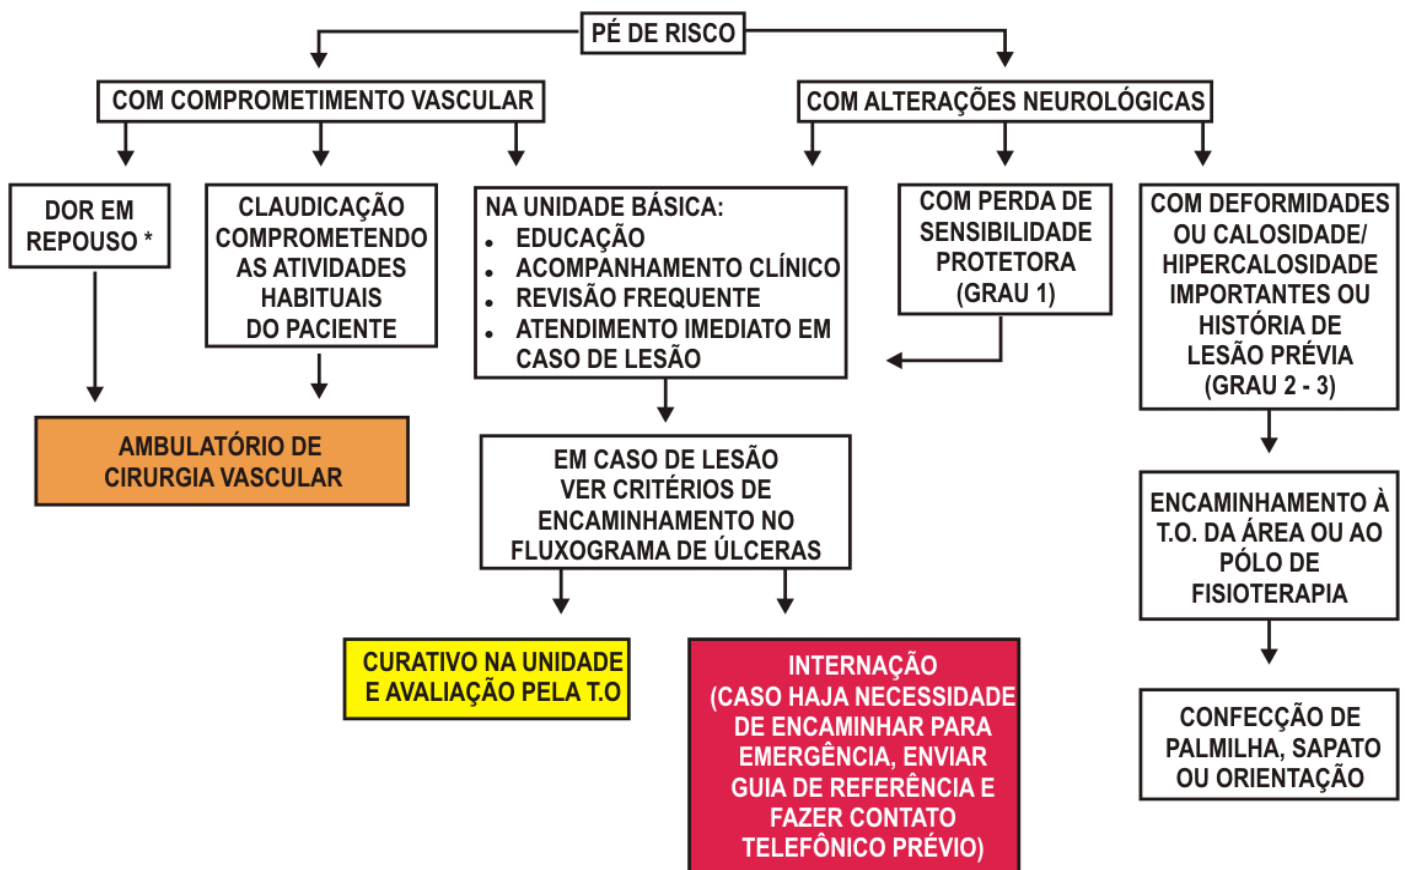 PÉ DE RISCO
COM COMPROMETIMENTO VASCULAR
COM ALTERAÇÕES NEUROLÓGICAS
DOR EM
REPOUSO *
CLAUDICAÇÃO
COMPROMETENDO
AS ATIVIDADES
HABITUAIS
DO PACIENTE
NA UNIDADE BÁSICA:
• EDUCAÇÃO
• ACOMPANHAMENTO CLÍNICO
• REVISÃO FREQUENTE
• ATENDIMENTO IMEDIATO EM
CASO DE LESÃO
COM PERDA DE
SENSIBILIDADE
PROTETORA
(GRAU 1)
COM DEFORMIDADES
OU CALOSIDADE/
HIPERCALOSIDADE
IMPORTANTES OU
HISTÓRIA DE
LESÃO PRÉVIA
(GRAU 2 - 3)
AMBULATÓRIO DE
CIRURGIA VASCULAR
EM CASO DE LESÃO
VER CRITÉRIOS DE
ENCAMINHAMENTO NO
FLUXOGRAMA DE ÚLCERAS
ENCAMINHAMENTO À
T.O. DA ÁREA OU AO
PÓLO DE
FISIOTERAPIA
CURATIVO NA UNIDADE
E AVALIAÇÃO PELA T.O
INTERNAÇÃO
(CASO HAJA NECESSIDADE
DE ENCAMINHAR PARA
EMERGÊNCIA, ENVIAR
GUIA DE REFERÊNCIA E
FAZER CONTATO
TELEFÔNICO PRÉVIO)
CONFECÇÃO DE
PALMILHA, SAPATO
OU ORIENTAÇÃO